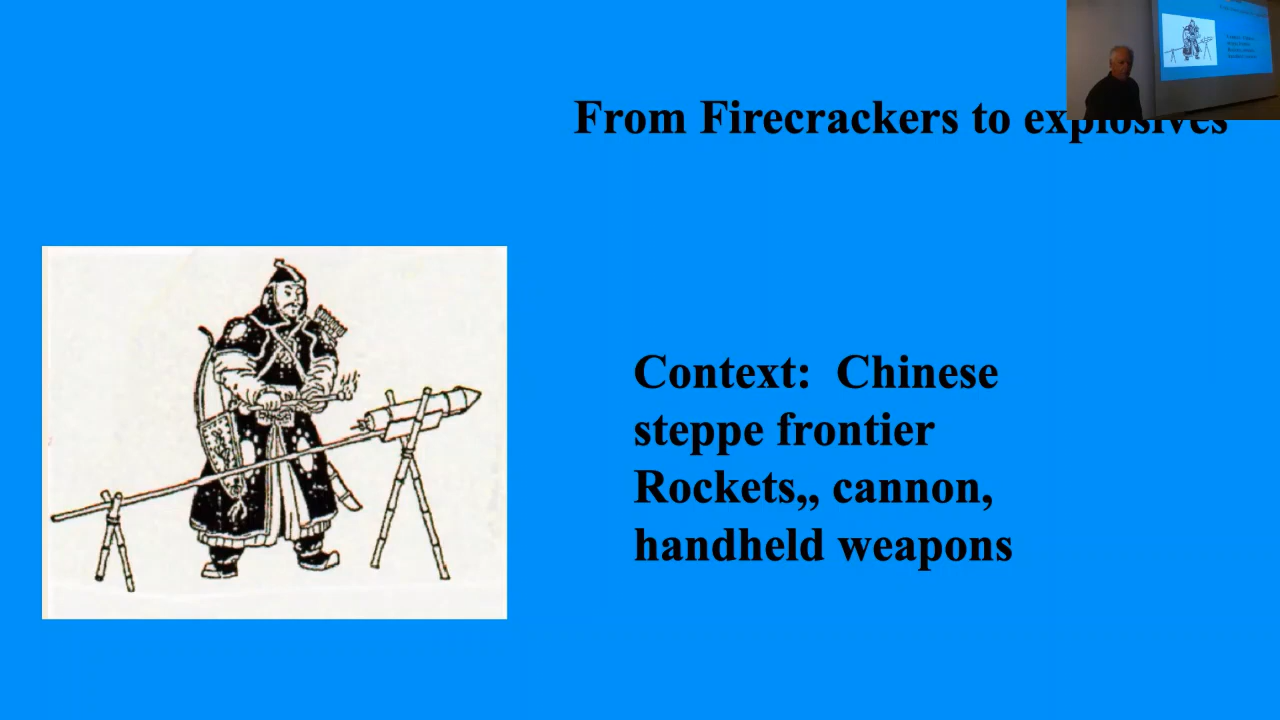 From Firecrackers to explosives
Context:  Chinese
steppe frontier
Rockets,, cannon,
handheld weapons